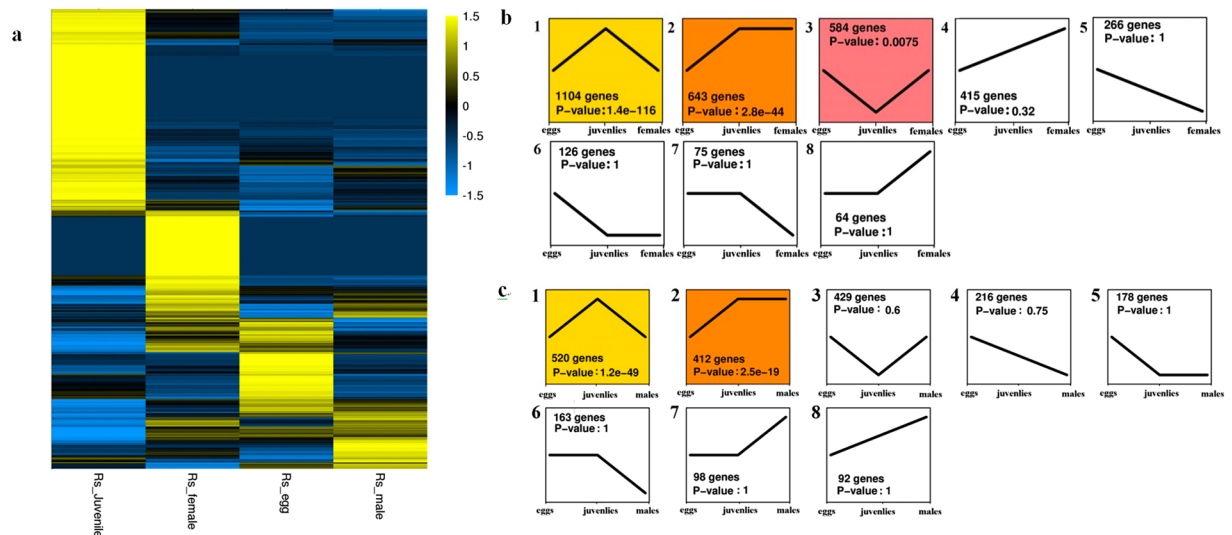 a
1.5
1
0.5
0
-0.5
-1
-1.5
Rs_Juvenile
Rs_female
Rs_egg
Rs_male
b
1
1104 genes
P-value: 1.4e-116
eggs juvenlies females
2
643 genes
P-value: 2.8e-44
eggs juvenlies females
3
584 genes
P-value: 0.0075
eggs juvenlies females
4
415 genes
P-value: 0.32
eggs juvenlies females
5
266 genes
P-value: 1
eggs juvenlies females
6
126 genes
P-value: 1
eggs juvenlies females
7
75 genes
P-value: 1
eggs juvenlies females
8
64 genes
P-value: 1
eggs juvenlies females
c
1
520 genes
P-value: 1.2e-49
eggs juvenlies males
2
412 genes
P-value: 2.5e-19
eggs juvenlies males
3
429 genes
P-value: 0.6
eggs juvenlies males
4
216 genes
P-value: 0.75
eggs juvenlies males
5
178 genes
P-value: 1
eggs juvenlies males
6
163 genes
P-value: 1
eggs juvenlies males
7
98 genes
P-value: 1
eggs juvenlies males
8
92 genes
P-value: 1
eggs juvenlies males